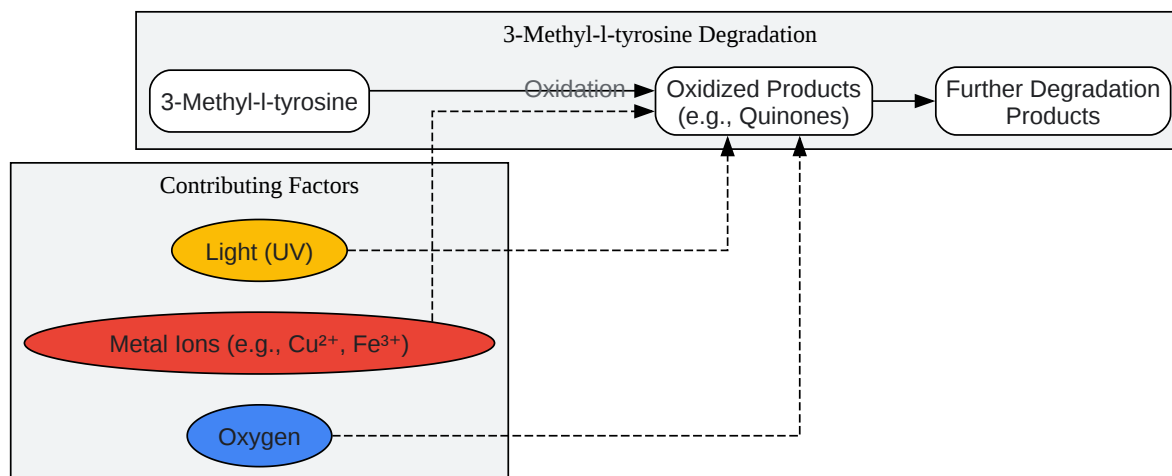 3-Methyl-l-tyrosine Degradation
3-Methyl-l-tyrosine
Oxidation
Oxidized Products
(e.g., Quinones)
Further Degradation
Products
Contributing Factors
Light (UV)
Metal Ions (e.g., Cu²⁺, Fe³⁺)
Oxygen